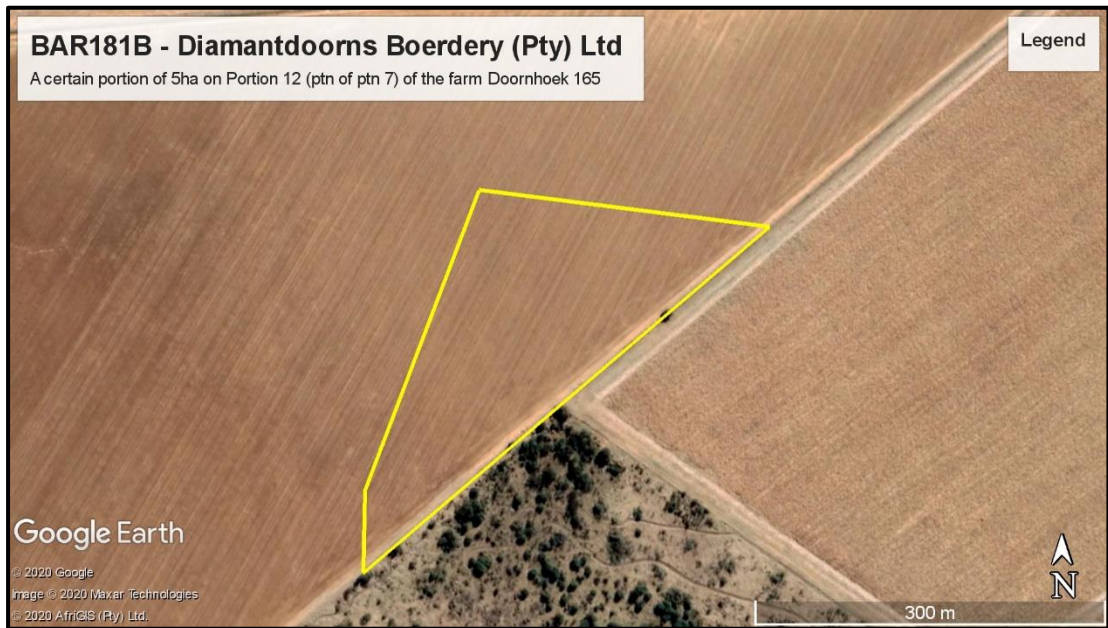 BAR181B - Diamantdoorns Boerdery (Pty) Ltd
A certain portion of 5ha on Portion 12 (ptn of ptn 7) of the farm Doornhoek 165
Legend
Google Earth
© 2020 Google
Image © 2020 Maxar Technologies
© 2020 AfriGIS (Pty) Ltd.
N
300 m